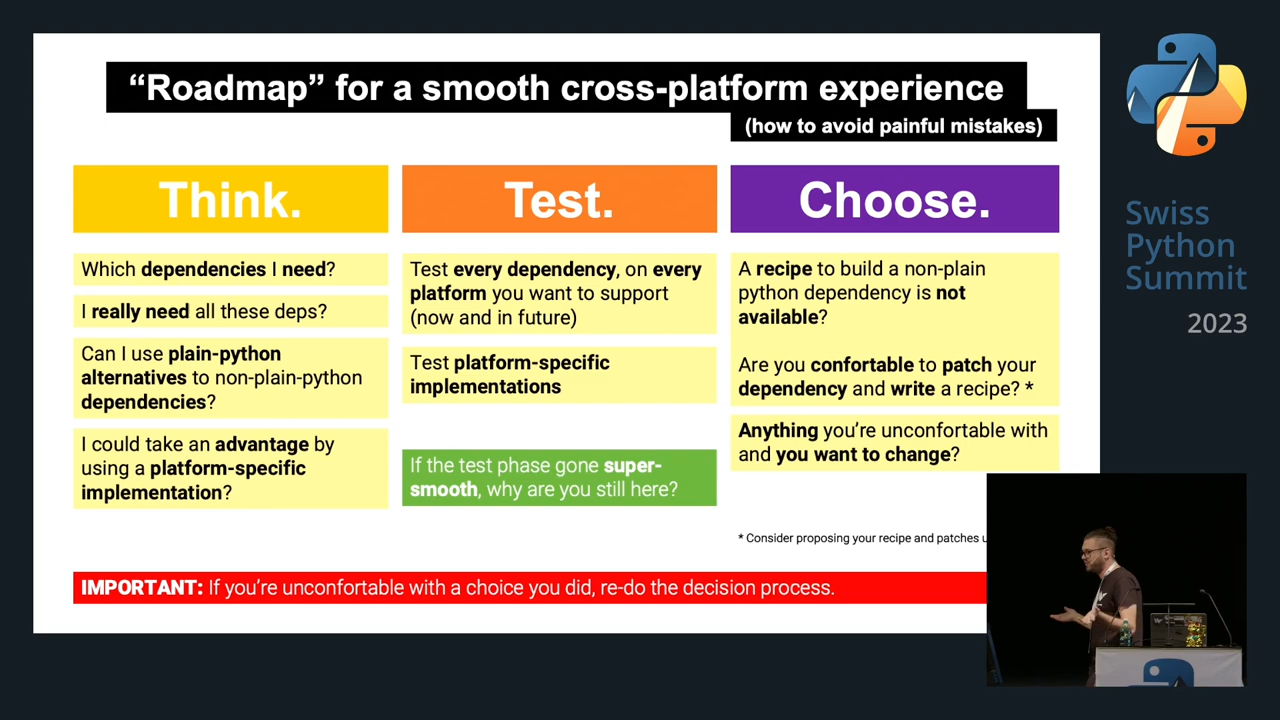 “Roadmap” for a smooth cross-platform experience
(how to avoid painful mistakes)
Think.
Which dependencies I need?
I really need all these deps?
Can I use plain-python
alternatives to non-plain-python
dependencies?
I could take an advantage by
using a platform-specific
implementation?
Test.
Test every dependency, on every
platform you want to support
(now and in future)
Test platform-specific
implementations
If the test phase gone super-
smooth, why are you still here?
Choose.
A recipe to build a non-plain
python dependency is not
available?
Are you confortable to patch your
dependency and write a recipe? *
Anything you’re unconfortable with
and you want to change?
* Consider proposing your recipe and patches
IMPORTANT: If you’re unconfortable with a choice you did, re-do the decision process.
Swiss
Python
Summit
2023